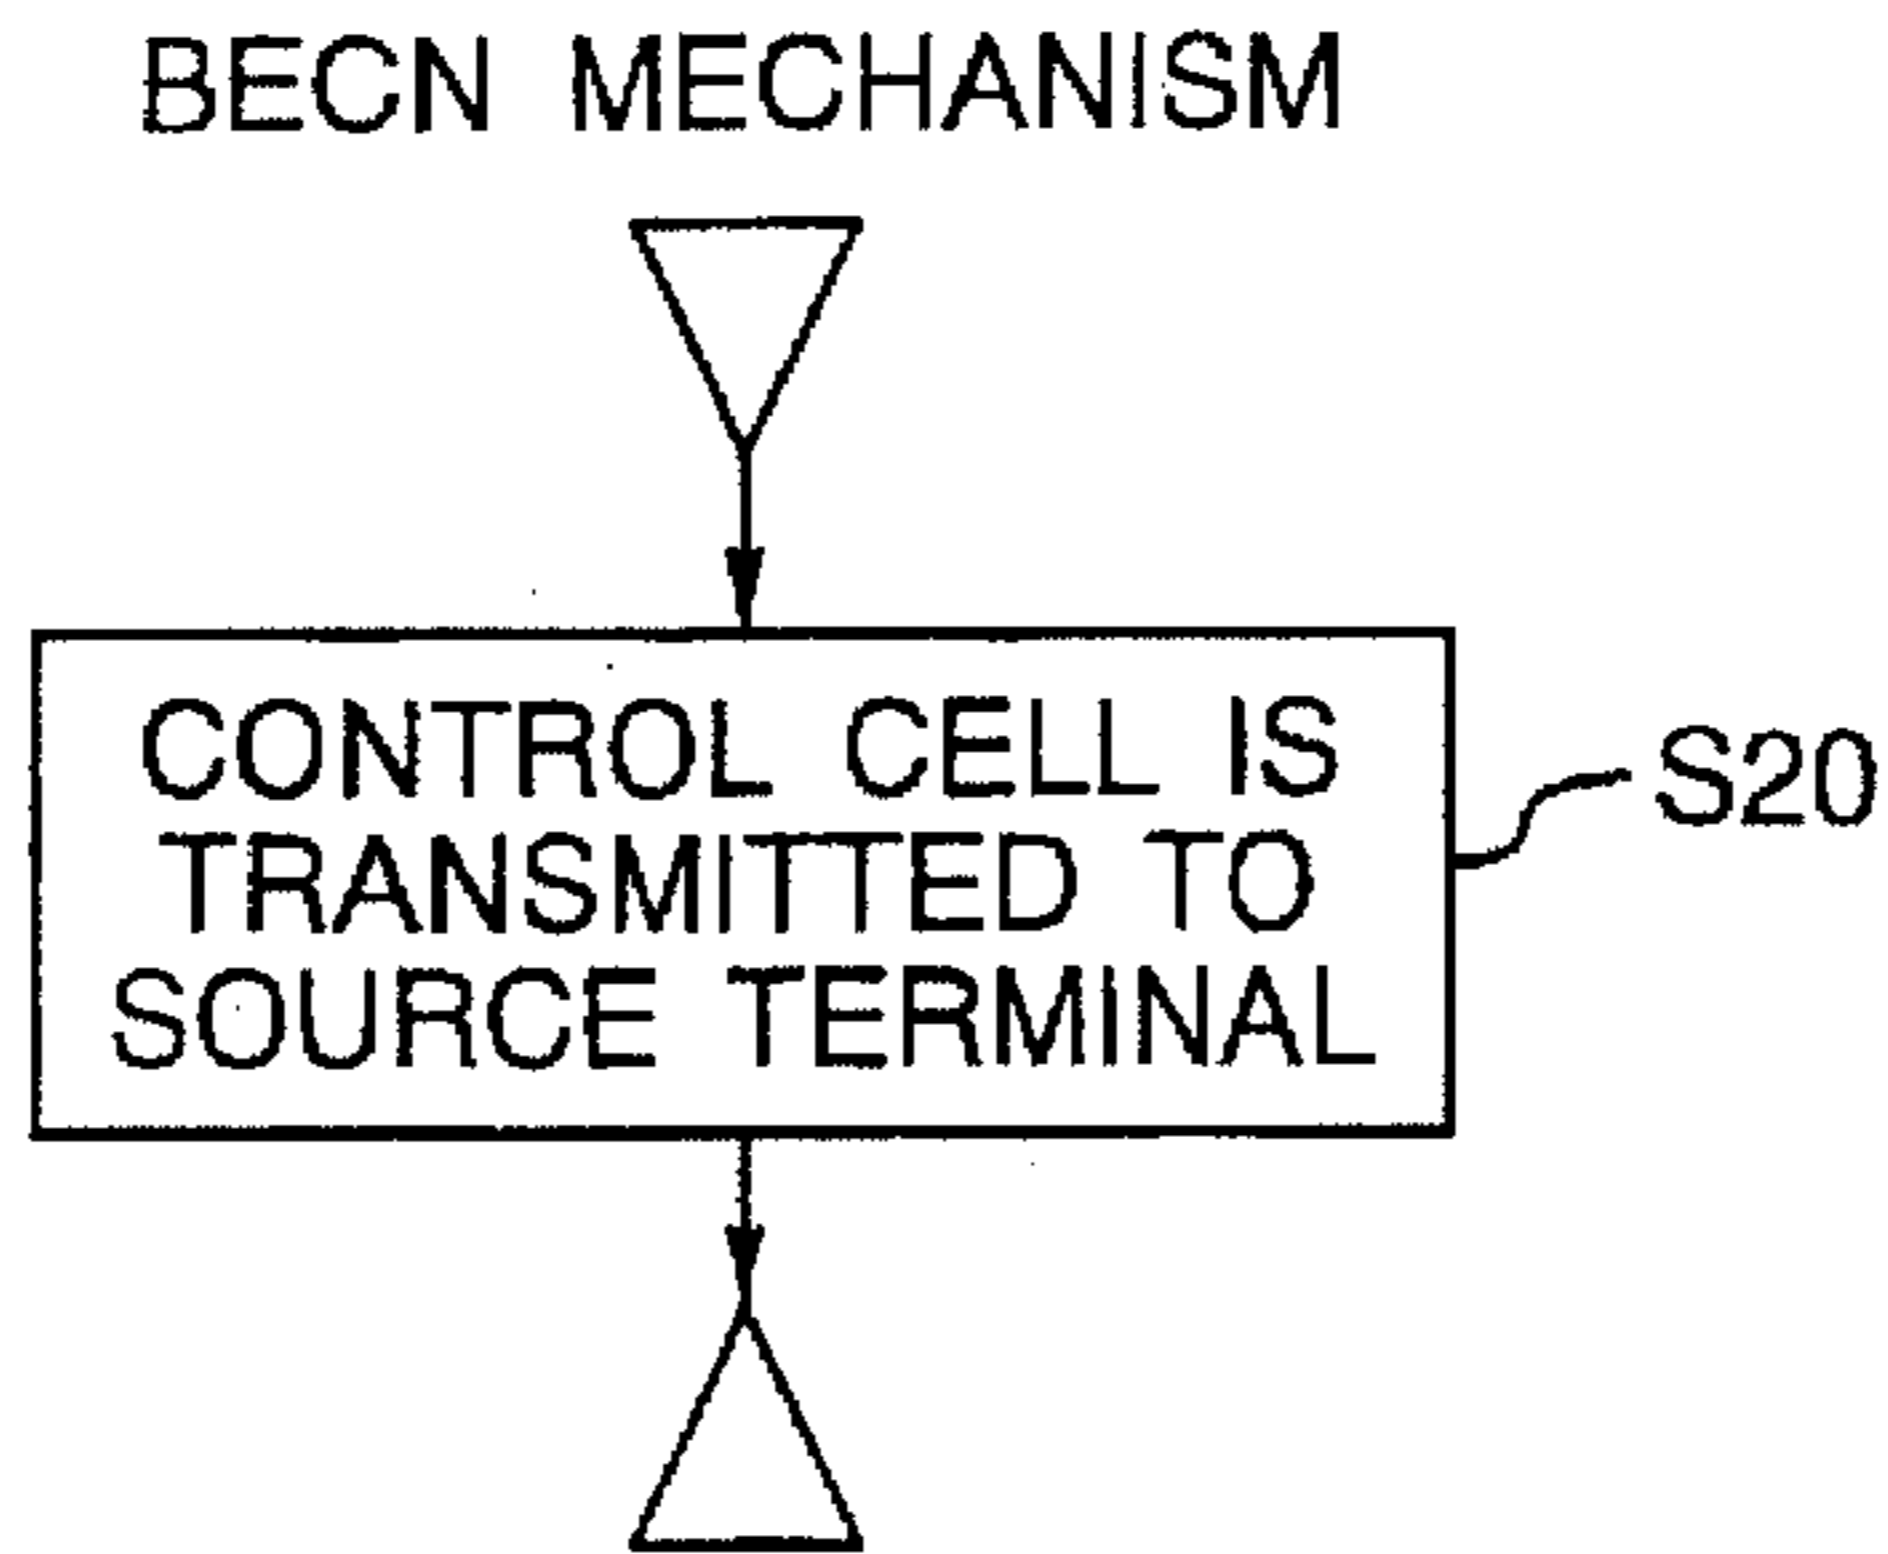 BECN MECHANISM
CONTROL CELL IS
TRANSMITTED TO
SOURCE TERMINAL
S20